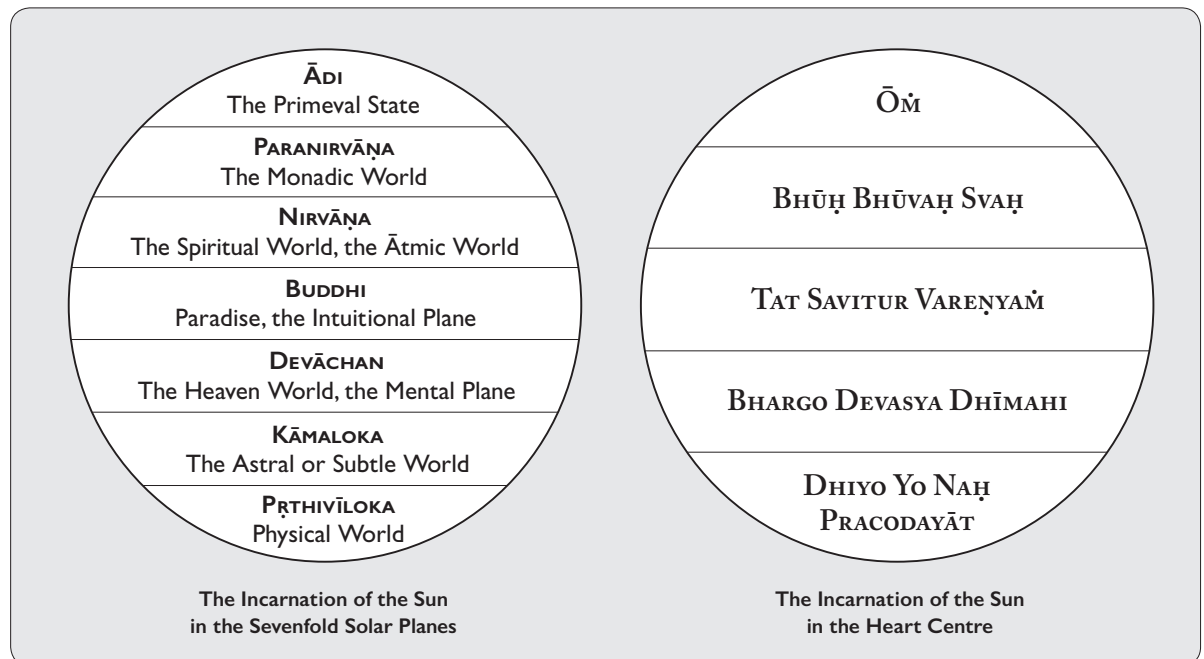 Ādi
The Primeval State
Paranirvāṇa
The Monadic World
Nirvāṇa
The Spiritual World, the Ātmic World
Buddhi
Paradise, the Intuitional Plane
Devāchan
The Heaven World, the Mental Plane
Kāmaloka
The Astral or Subtle World
Pṛthivīloka
Physical World
The Incarnation of the Sun
in the Sevenfold Solar Planes
Ōṁ
Bhūḥ Bhūvaḥ Svaḥ
Tat Savitur Vareṇyaṁ
Bhargo Devasya Dhīmahi
Dhiyo Yo Naḥ
Pracodayāt
The Incarnation of the Sun
in the Heart Centre